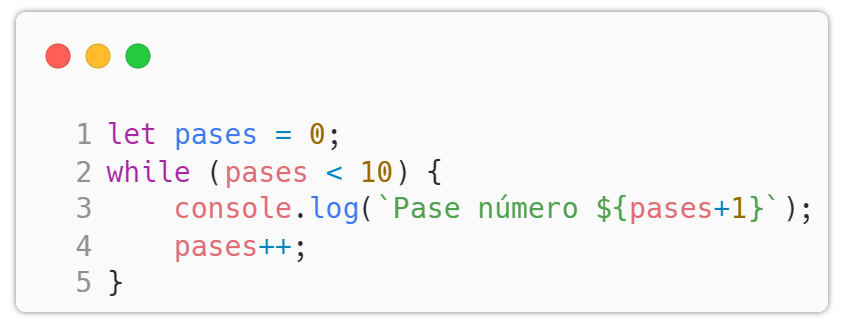 1 let pases = 0;
2 while (pases < 10) {
3     console.log(`Pase número ${pases+1}`);
4     pases++;
5 }